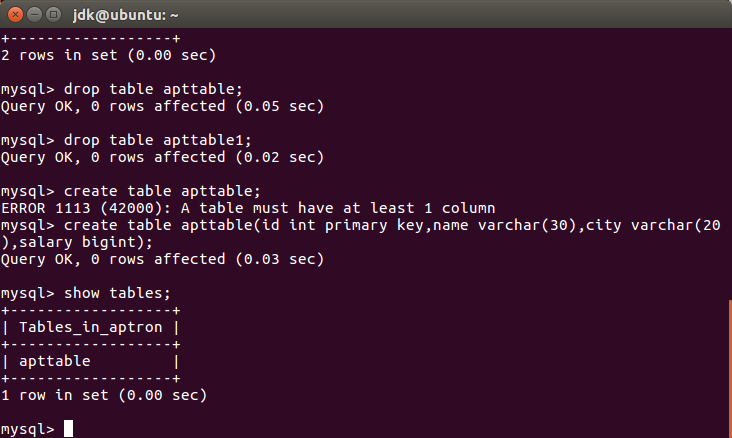 jdk@ubuntu: ~
+------------------+
2 rows in set (0.00 sec)
mysql> drop table apttable;
Query OK, 0 rows affected (0.05 sec)
mysql> drop table apttable1;
Query OK, 0 rows affected (0.02 sec)
mysql> create table apttable;
ERROR 1113 (42000): A table must have at least 1 column
mysql> create table apttable(id int primary key,name varchar(30),city varchar(20
),salary bigint);
Query OK, 0 rows affected (0.03 sec)
mysql> show tables;
+------------------+
| Tables_in_aptron |
+------------------+
| apttable         |
+------------------+
1 row in set (0.00 sec)
mysql>